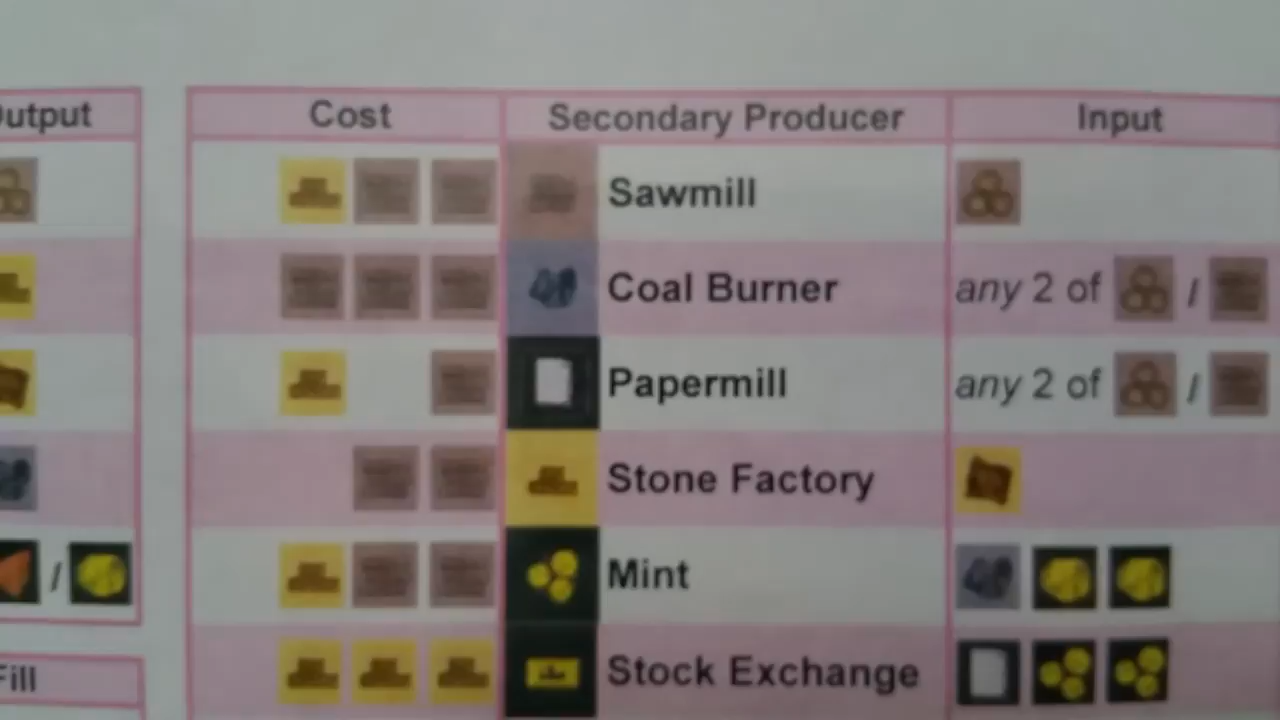 Output
Cost Secondary Producer Input
Sawmill
Coal Burner any 2 of /
Papermill any 2 of /
Stone Factory
/ Mint
Stock Exchange
Fill